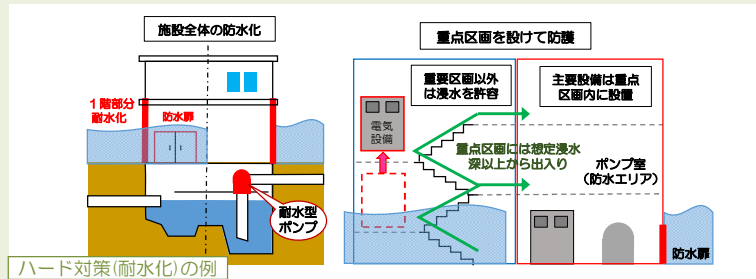 施設全体の防水化
1階部分
耐水化
防水扉
耐水型
ポンプ
重点区画を設けて防護
重要区画以外
は浸水を許容
主要設備は重点
区画内に設置
電気
設備
重点区画には想定浸水
深以上から出入り
ポンプ室
(防水エリア)
防水扉
ハード対策(耐水化)の例